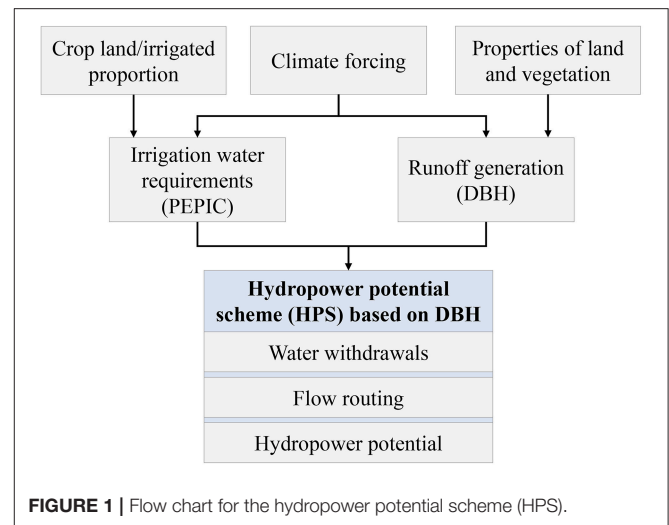 Crop land/irrigated
proportion
Climate forcing
Properties of land
and vegetation
Irrigation water
requirements
(PEPIC)
Runoff generation
(DBH)
Hydropower potential
scheme (HPS) based on DBH
Water withdrawals
Flow routing
Hydropower potential
FIGURE 1 | Flow chart for the hydropower potential scheme (HPS).